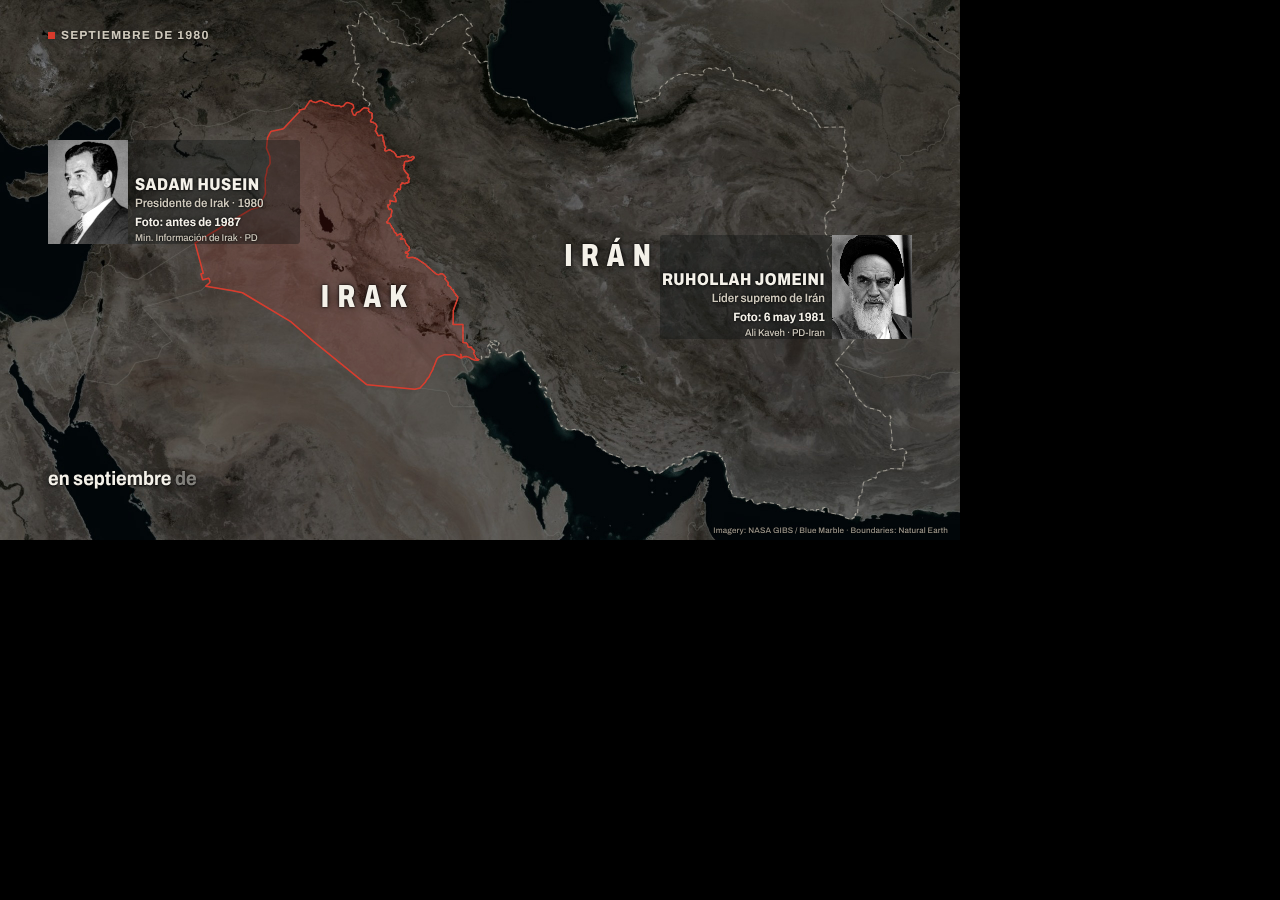 SEPTIEMBRE DE 1980
SADAM HUSEIN
Presidente de Irak · 1980
Foto: antes de 1987
Min. Información de Irak · PD
IRÁN
RUHOLLAH JOMEINI
Líder supremo de Irán
Foto: 6 may 1981
Ali Kaveh · PD-Iran
IRAK
en septiembre de
Imagery: NASA GIBS / Blue Marble · Boundaries: Natural Earth